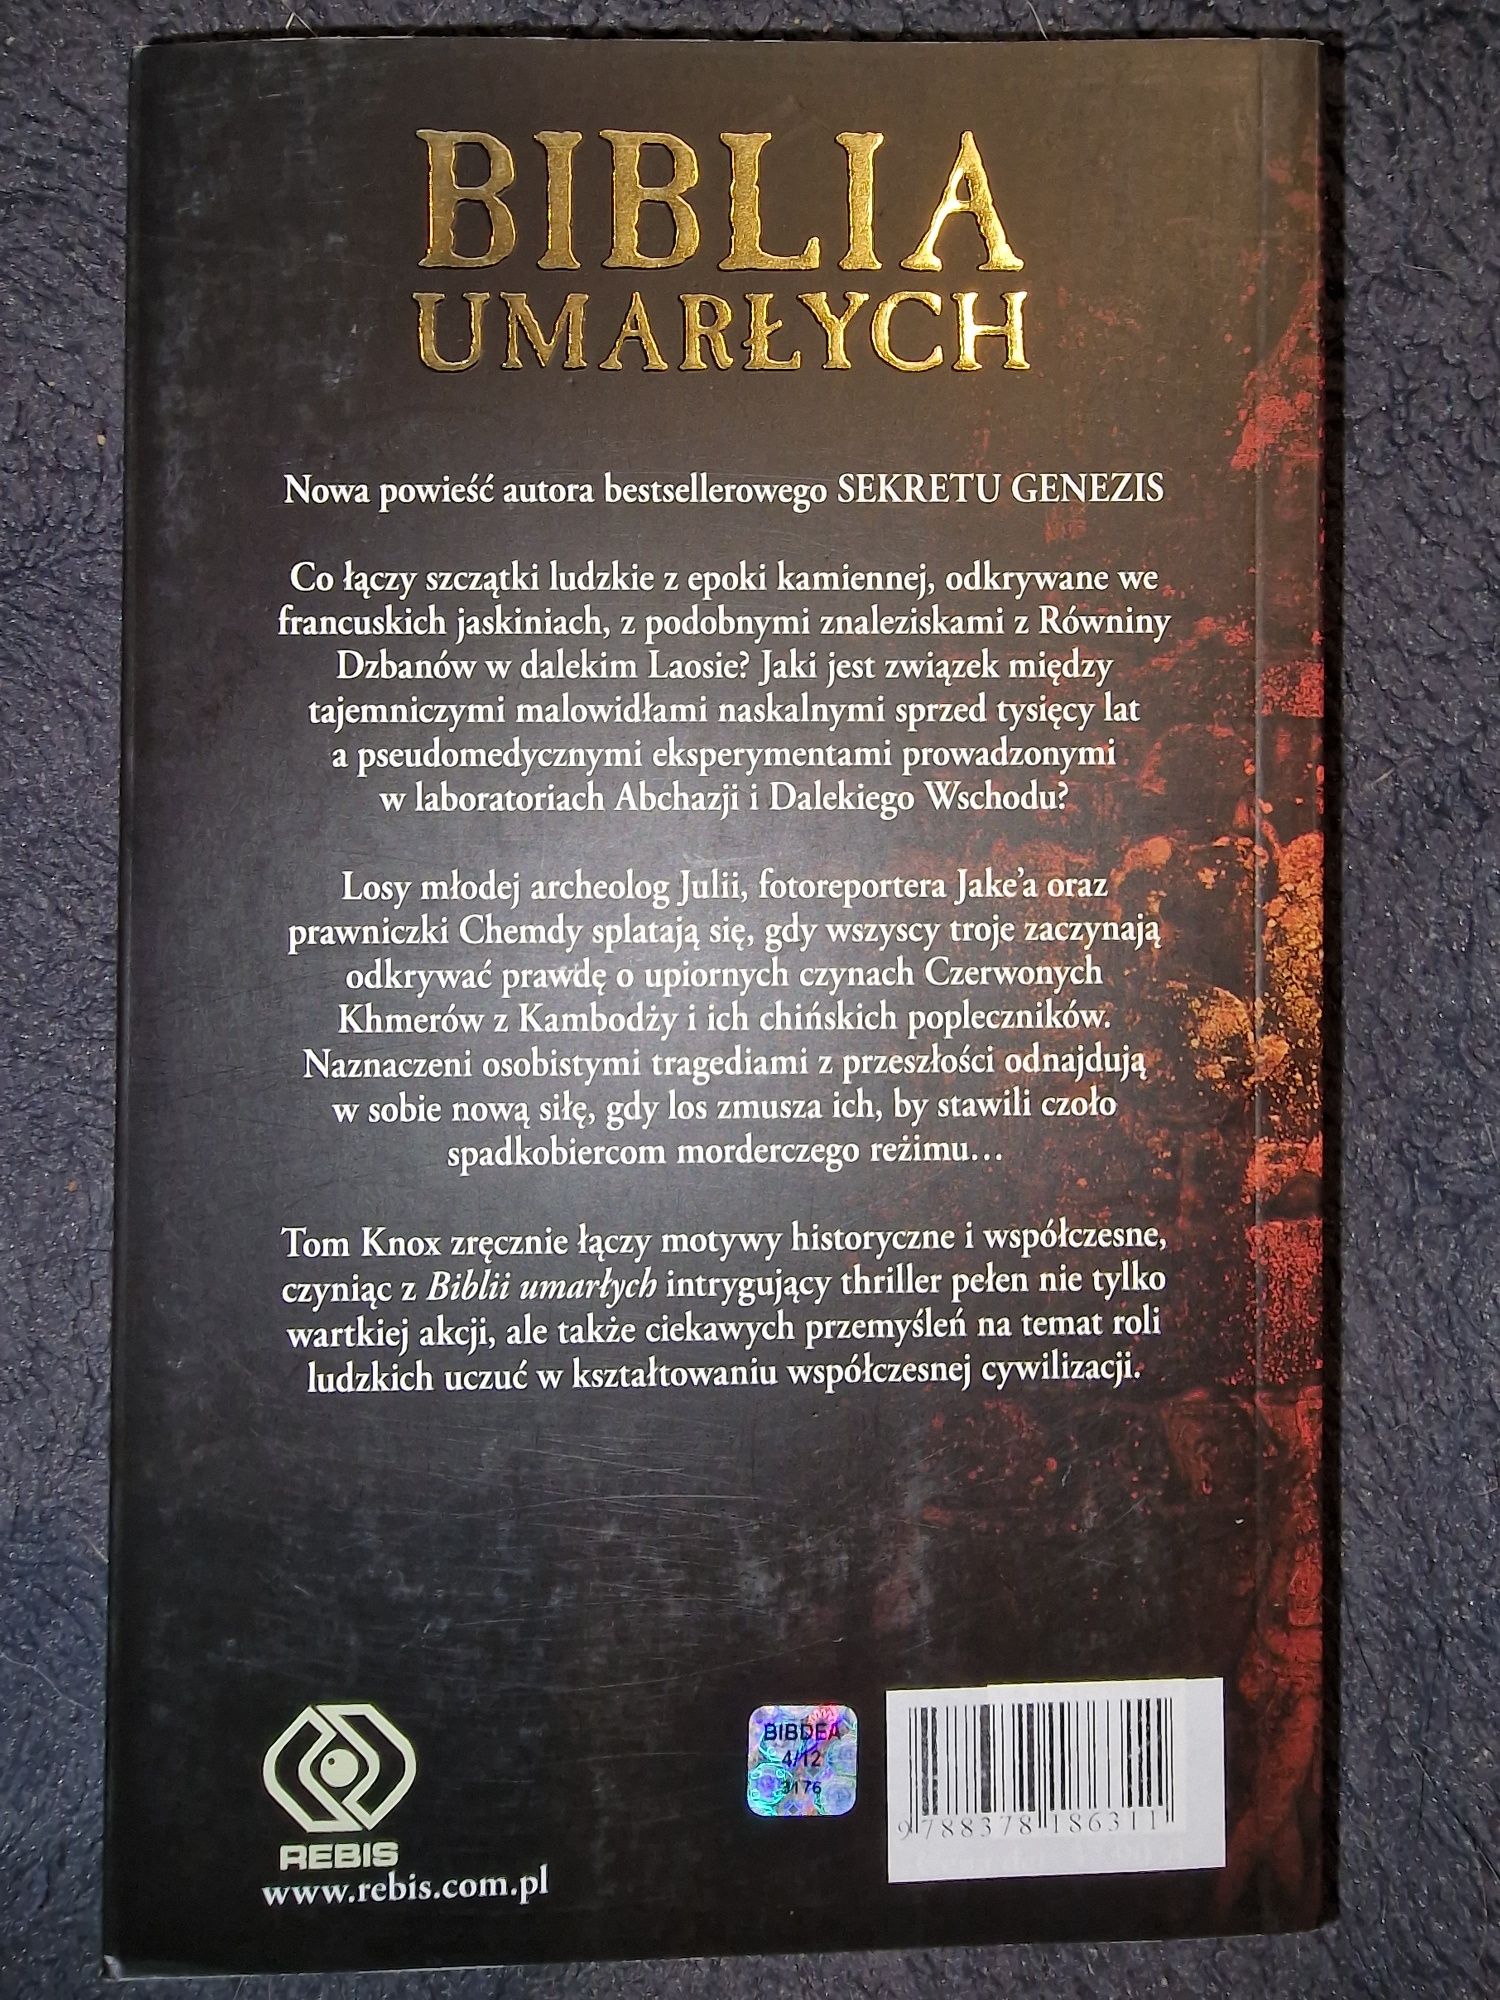 BIBLIA
UMARŁYCH
Nowa powieść autora bestsellerowego SEKRETU GENEZIS
Co łączy szczątki ludzkie z epoki kamiennej, odkrywane we
francuskich jaskiniach, z podobnymi znaleziskami z Równiny
Dzbanów w dalekim Laosie? Jaki jest związek między
tajemniczymi malowidłami naskalnymi sprzed tysięcy lat
a pseudomedycznymi eksperymentami prowadzonymi
w laboratoriach Abchazji i Dalekiego Wschodu?
Losy młodej archeolog Julii, fotoreportera Jake’a oraz
prawniczki Chemdy splatają się, gdy wszyscy troje zaczynają
odkrywać prawdę o upiornych czynach Czerwonych
Khmerów z Kambodży i ich chińskich popleczników.
Naznaczeni osobistymi tragediami z przeszłości odnajdują
w sobie nową siłę, gdy los zmusza ich, by stawili czoło
spadkobiercom morderczego reżimu…
Tom Knox zręcznie łączy motywy historyczne i współczesne,
czyniąc z Biblii umarłych intrygujący thriller pełen nie tylko
wartkiej akcji, ale także ciekawych przemyśleń na temat roli
ludzkich uczuć w kształtowaniu współczesnej cywilizacji.
REBIS
www.rebis.com.pl
BIBDEA
4/12
3176
9788378186311